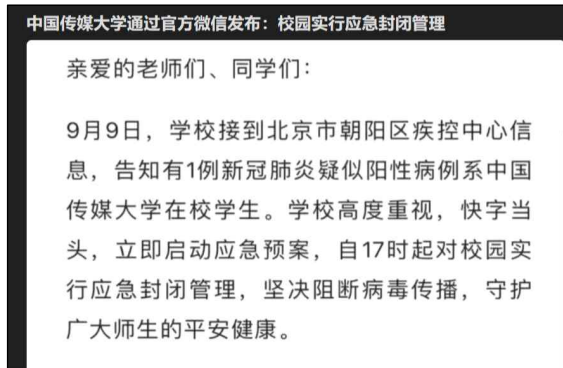 中国传媒大学通过官方微信发布：校园实行应急封闭管理
亲爱的老师们、同学们：
9月9日，学校接到北京市朝阳区疾控中心信
息，告知有1例新冠肺炎疑似阳性病例系中国
传媒大学在校学生。学校高度重视，快字当
头，立即启动应急预案，自17时起对校园实
行应急封闭管理，坚决阻断病毒传播，守护
广大师生的平安健康。